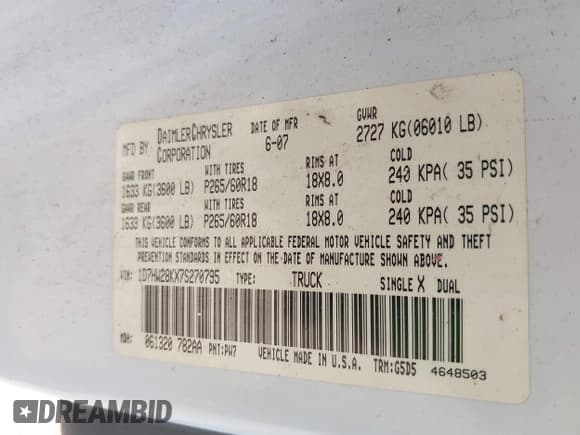 MFD BY DAIMLERCHRYSLER CORPORATION DATE OF MFR 6-07 GVWR 2727 KG(06010 LB)
GAWR FRONT WITH TIRES RIMS AT COLD
1633 KG(3600 LB) P265/60R18 18X8.0 240 KPA( 35 PSI)
GAWR REAR WITH TIRES RIMS AT COLD
1633 KG(3600 LB) P265/60R18 18X8.0 240 KPA( 35 PSI)
THIS VEHICLE CONFORMS TO ALL APPLICABLE FEDERAL MOTOR VEHICLE SAFETY AND THEFT
PREVENTION STANDARDS IN EFFECT ON THE DATE OF MANUFACTURE SHOWN ABOVE.
VIN: 1D7HW28KX7S270795 TYPE: TRUCK SINGLE X DUAL
MDH: 061320 782AA PNT:PW7 VEHICLE MADE IN U.S.A. TRM:G5D5 4648503
DREAMBID